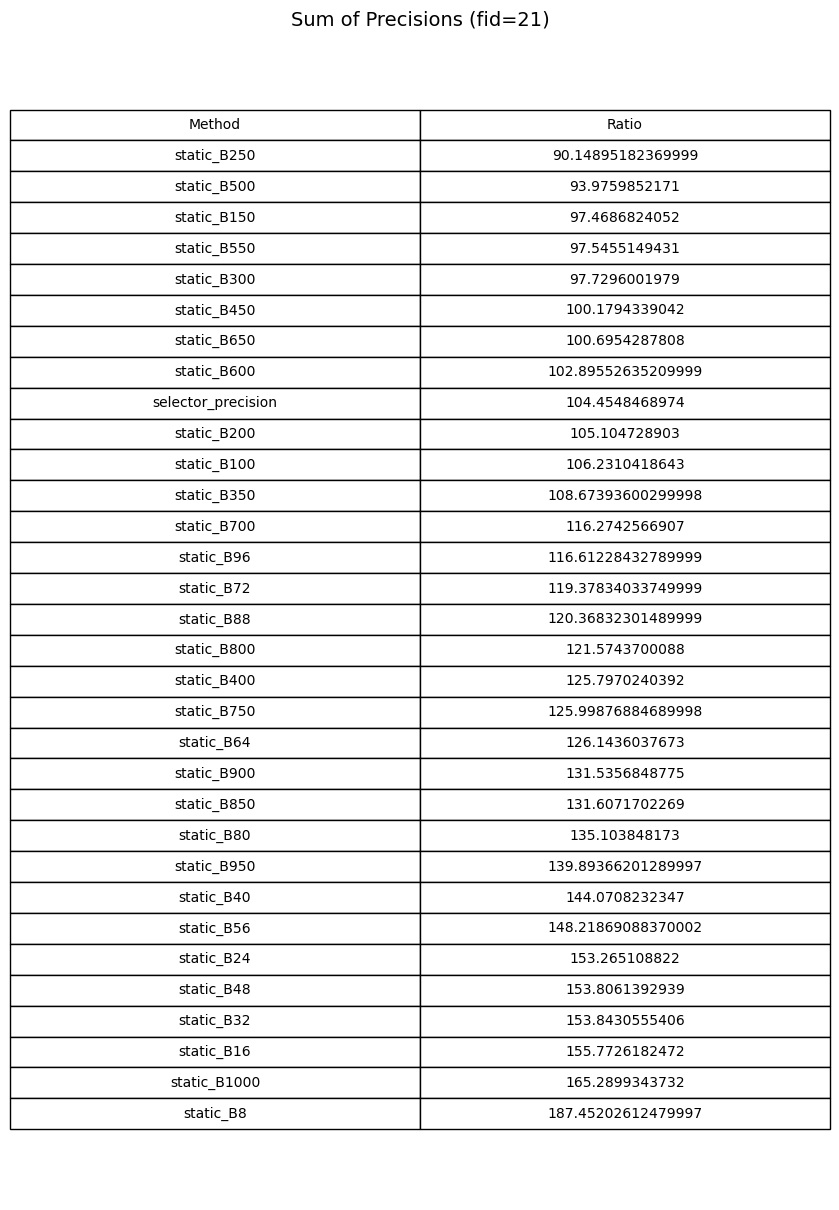 Sum of Precisions (fid=21)
Method Ratio
static_B250 90.14895182369999
static_B500 93.9759852171
static_B150 97.4686824052
static_B550 97.5455149431
static_B300 97.7296001979
static_B450 100.1794339042
static_B650 100.6954287808
static_B600 102.89552635209999
selector_precision 104.4548468974
static_B200 105.104728903
static_B100 106.2310418643
static_B350 108.67393600299998
static_B700 116.2742566907
static_B96 116.61228432789999
static_B72 119.37834033749999
static_B88 120.36832301489999
static_B800 121.5743700088
static_B400 125.7970240392
static_B750 125.99876884689998
static_B64 126.1436037673
static_B900 131.5356848775
static_B850 131.6071702269
static_B80 135.103848173
static_B950 139.89366201289997
static_B40 144.0708232347
static_B56 148.21869088370002
static_B24 153.265108822
static_B48 153.8061392939
static_B32 153.8430555406
static_B16 155.7726182472
static_B1000 165.2899343732
static_B8 187.45202612479997